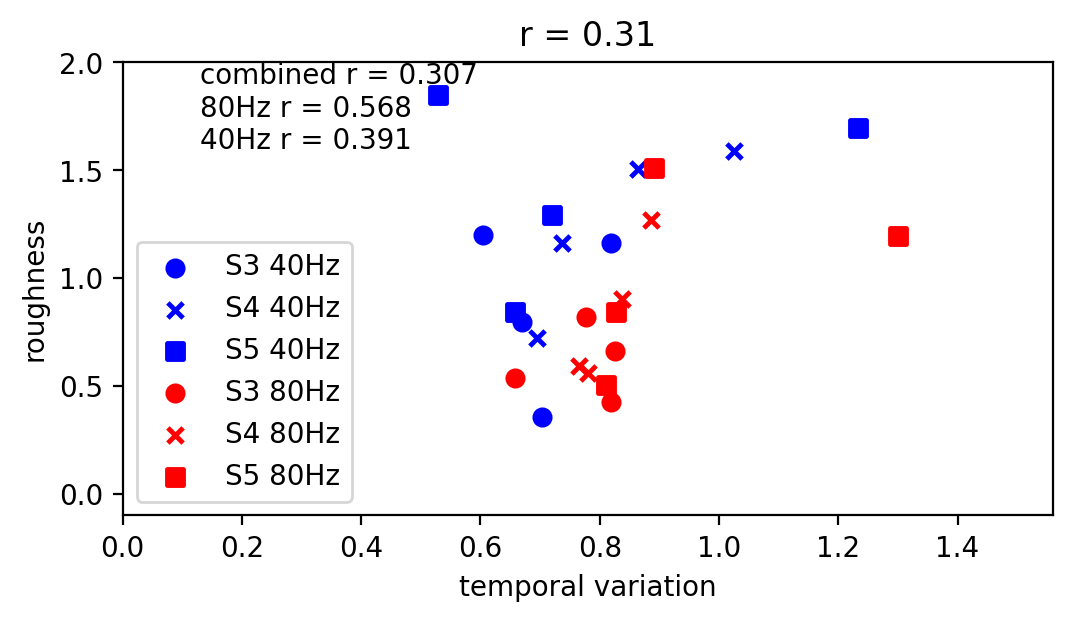 r = 0.31
combined r = 0.307
80Hz r = 0.568
40Hz r = 0.391
roughness
2.0
1.5
1.0
0.5
0.0
S3 40Hz
S4 40Hz
S5 40Hz
S3 80Hz
S4 80Hz
S5 80Hz
0.0 0.2 0.4 0.6 0.8 1.0 1.2 1.4
temporal variation